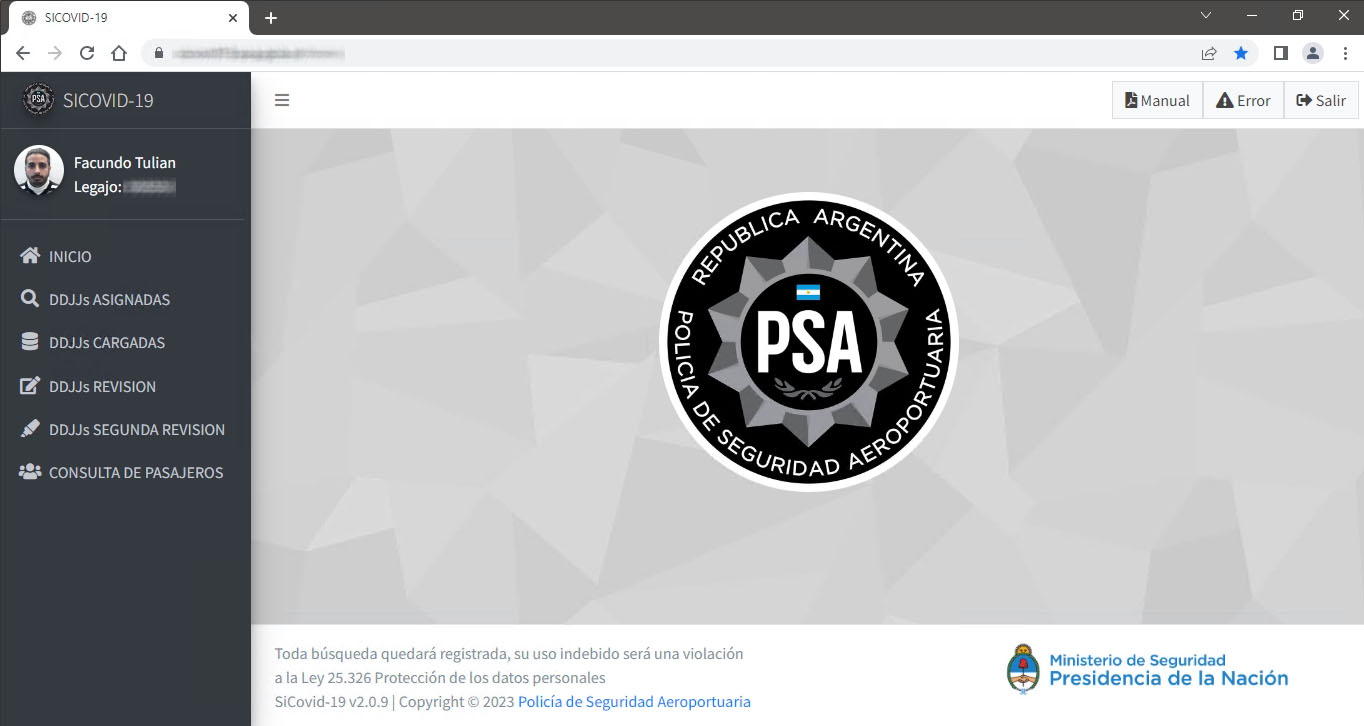 SICOVID-19
SICOVID-19
Manual
Error
Salir
Facundo Tulian
Legajo:
INICIO
DDJJs ASIGNADAS
DDJJs CARGADAS
DDJJs REVISION
DDJJs SEGUNDA REVISION
CONSULTA DE PASAJEROS
REPUBLICA ARGENTINA
PSA
POLICIA DE SEGURIDAD AEROPORTUARIA
Toda búsqueda quedará registrada, su uso indebido será una violación
a la Ley 25.326 Protección de los datos personales
SiCovid-19 v2.0.9 | Copyright © 2023 Policía de Seguridad Aeroportuaria
Ministerio de Seguridad
Presidencia de la Nación